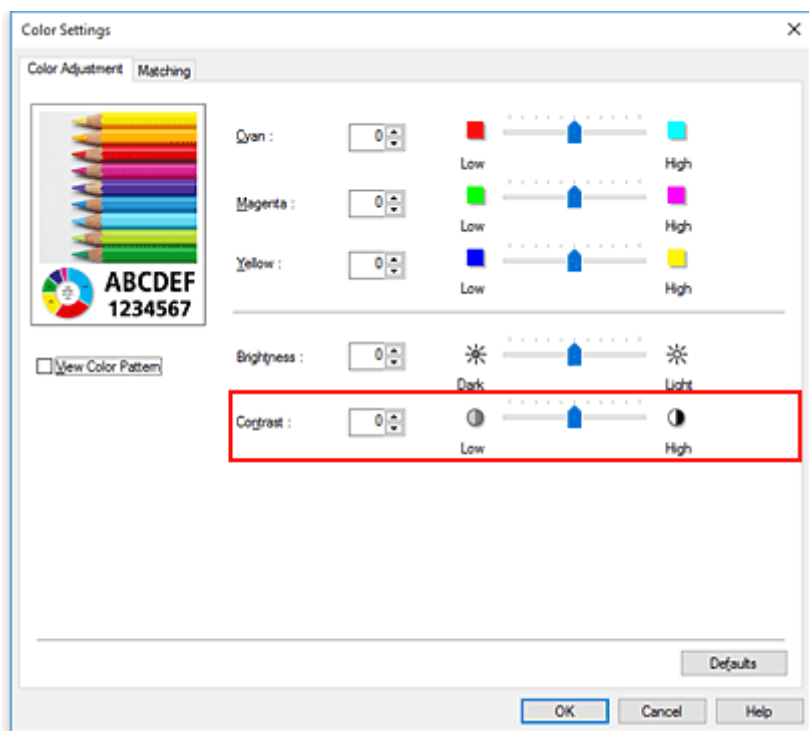 Color Settings
Color Adjustment Matching
Cyan : 0
Low High
Magenta : 0
Low High
Yellow : 0
Low High
ABCDEF
1234567
View Color Pattern
Brightness : 0
Dark Light
Contrast : 0
Low High
Defaults
OK Cancel Help